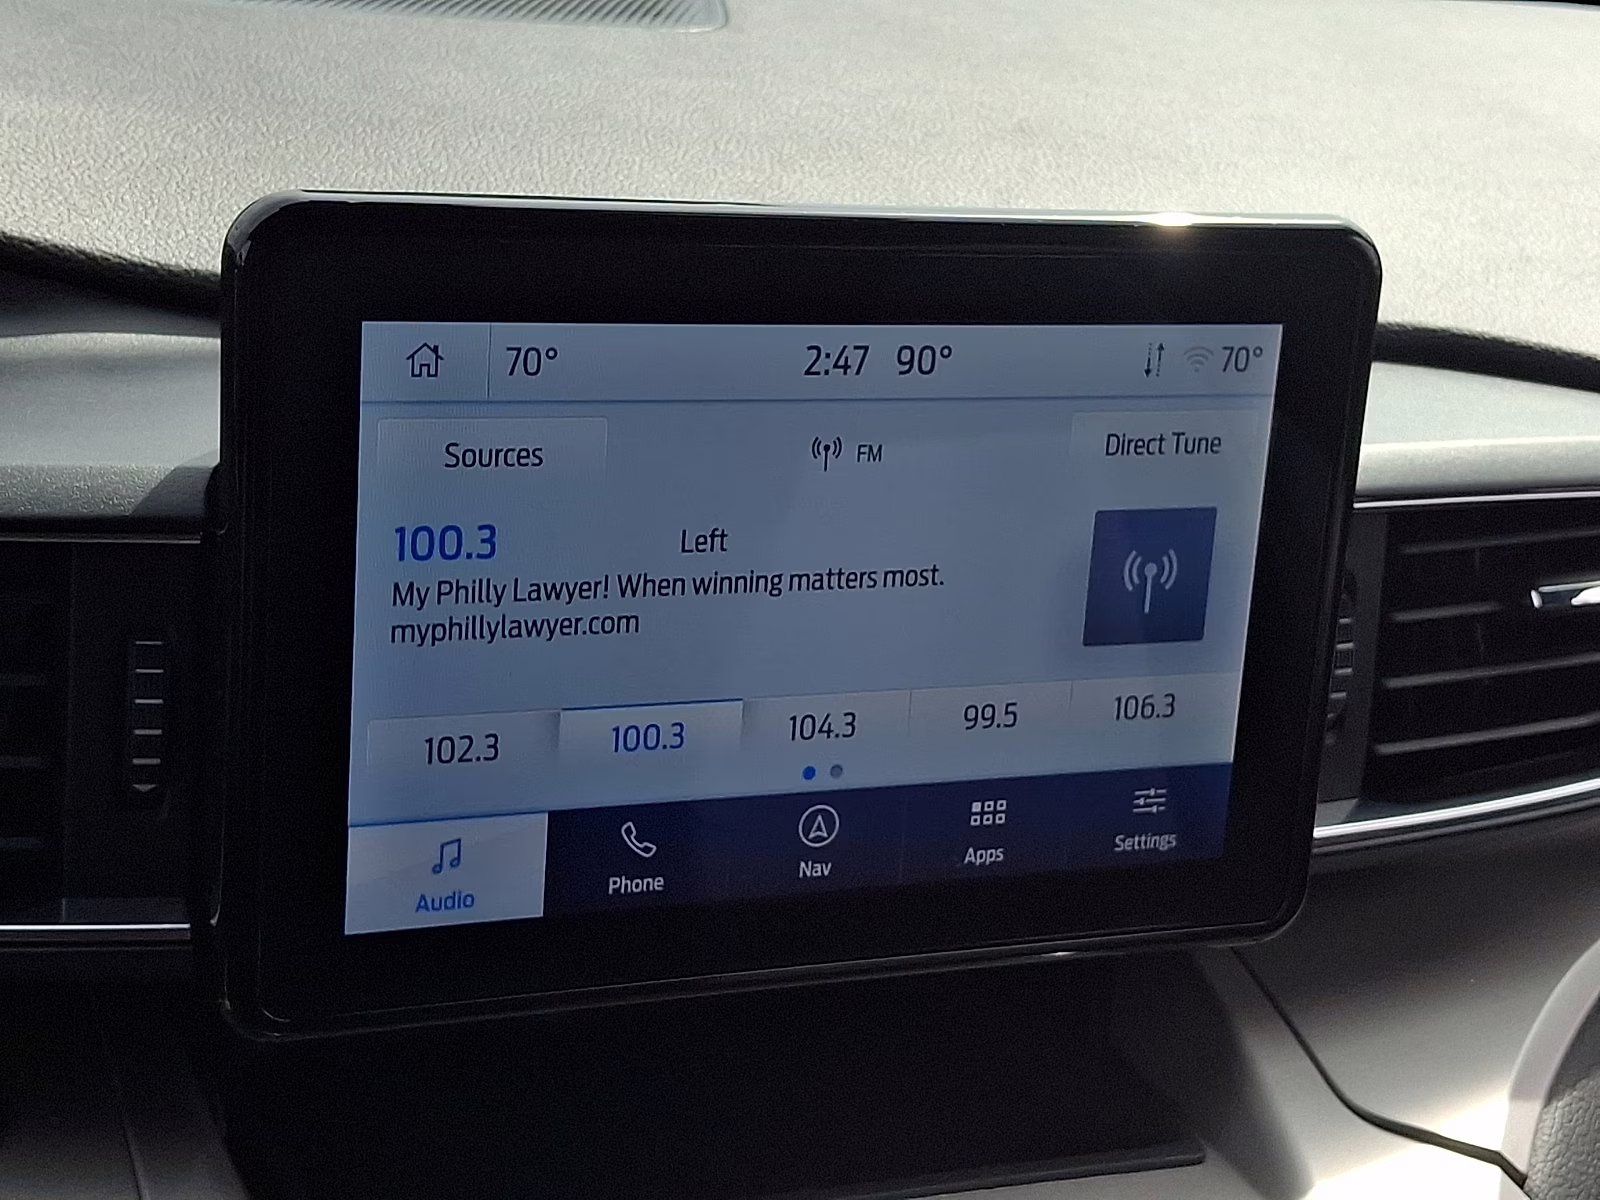 70° 2:47 90° 70°
Sources FM Direct Tune
100.3 Left
My Philly Lawyer! When winning matters most.
myphillylawyer.com
102.3 100.3 104.3 99.5 106.3
Audio Phone Nav Apps Settings